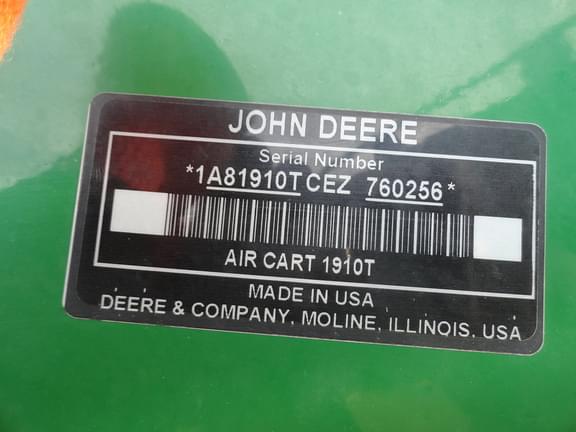 JOHN DEERE
Serial Number
*1A81910TCEZ 760256*
AIR CART 1910T
MADE IN USA
DEERE & COMPANY, MOLINE, ILLINOIS, USA